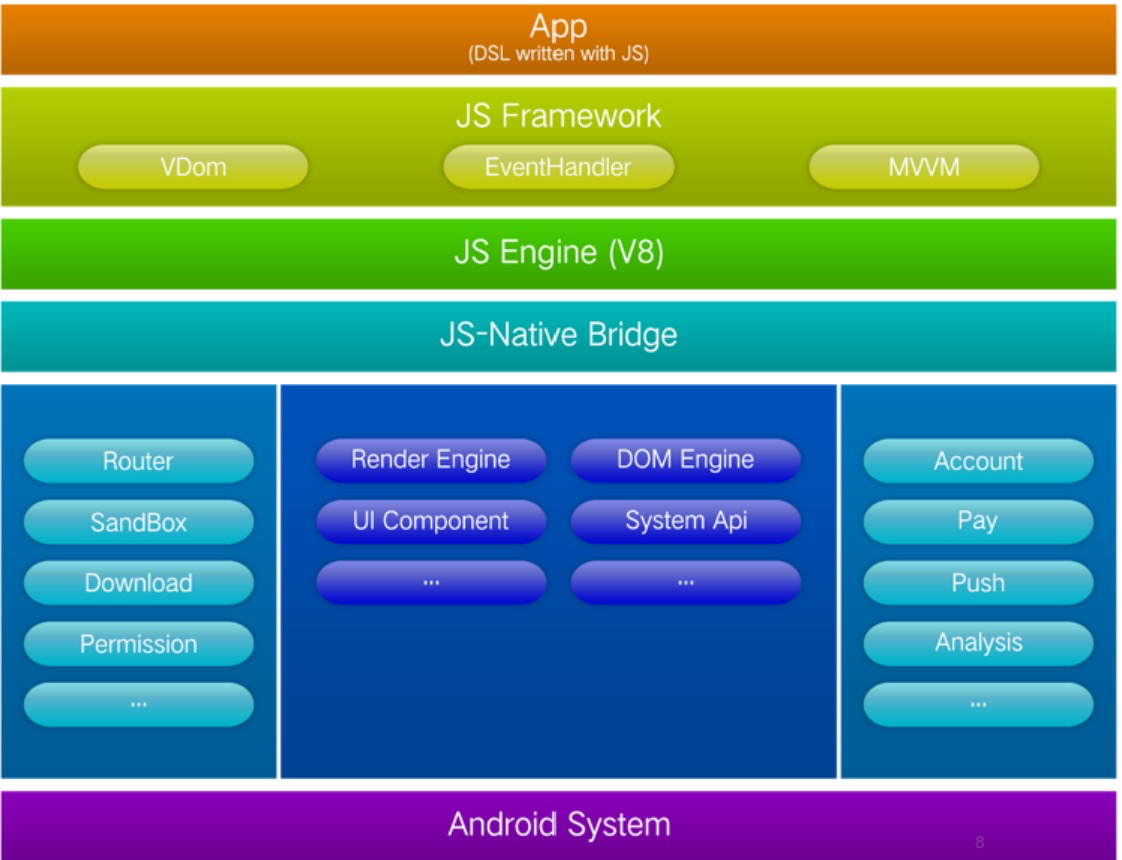 App
(DSL written with JS)
JS Framework
VDom
EventHandler
MVVM
JS Engine (V8)
JS-Native Bridge
Router
SandBox
Download
Permission
...
Render Engine
DOM Engine
UI Component
System Api
...
...
Account
Pay
Push
Analysis
...
Android System
8